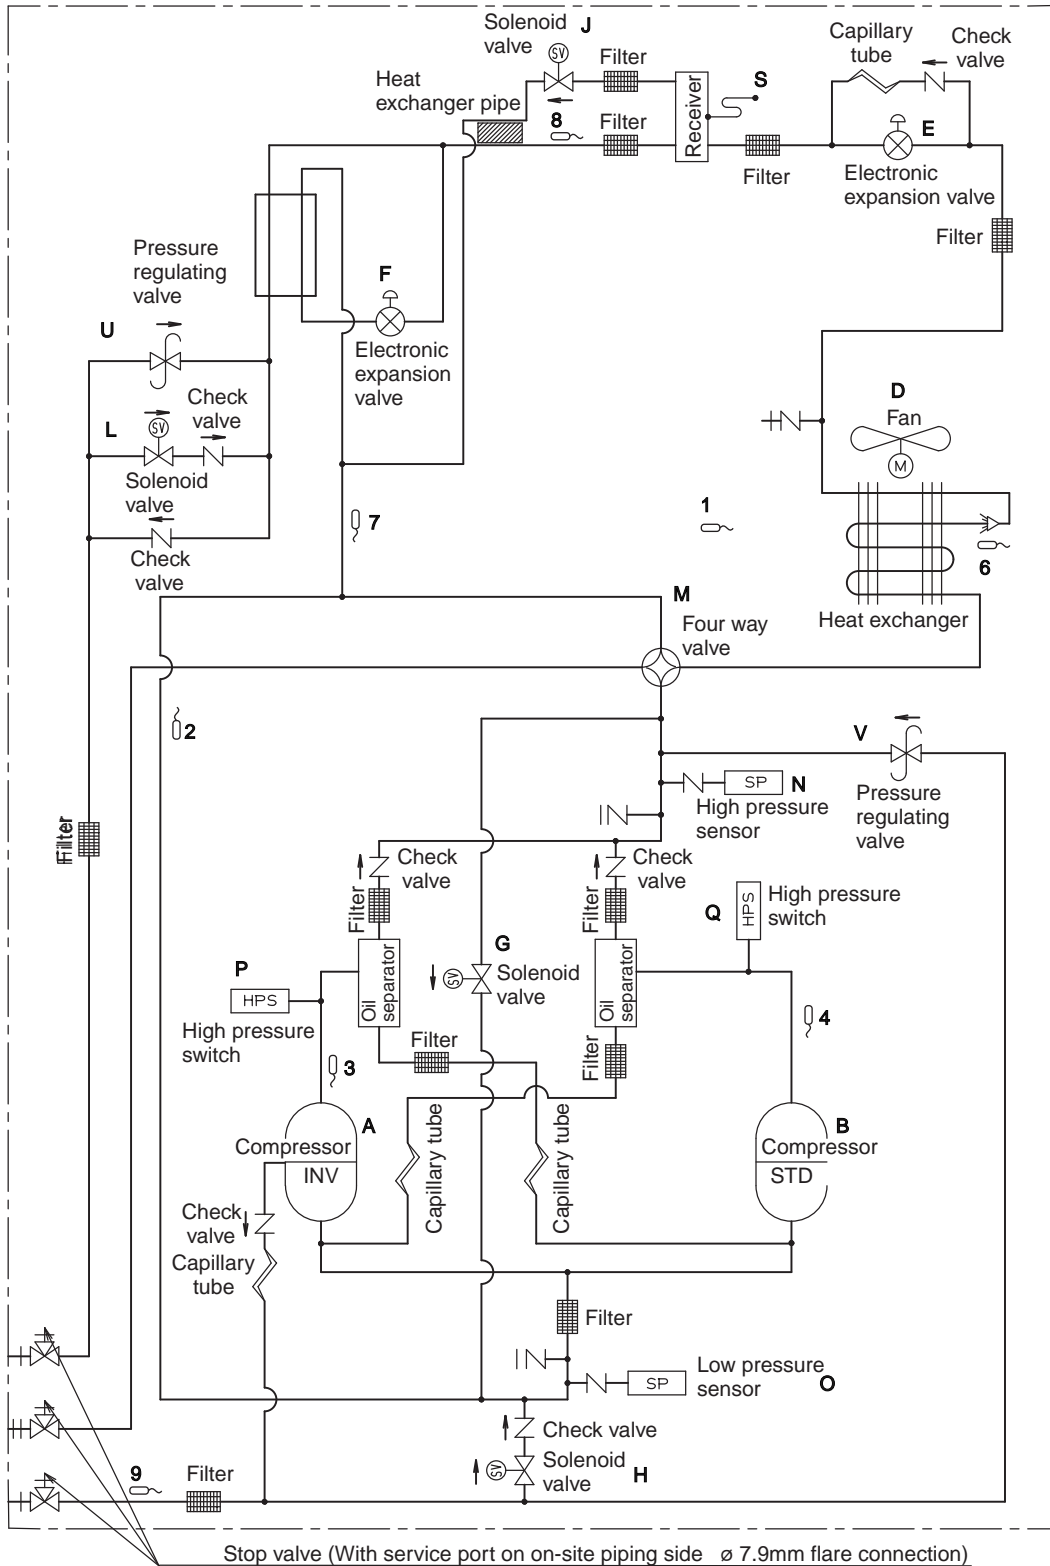 Solenoid
valve
J
SV
Filter
Heat
exchanger pipe
8
Filter
Receiver
S
Filter
Capillary
tube
Check
valve
E
Electronic
expansion valve
Filter
Pressure
regulating
valve
U
F
Electronic
expansion
valve
Check
valve
L
SV
Solenoid
valve
Check
valve
7
1
D
Fan
M
6
Heat exchanger
M
Four way
valve
2
V
Pressure
regulating
valve
SP
N
High pressure
sensor
Filter
Check
valve
Check
valve
Filter
Filter
Q
HPS
High pressure
switch
P
HPS
High pressure
switch
Oil
separator
G
SV
Solenoid
valve
Oil
separator
4
3
Filter
Filter
A
Compressor
INV
Capillary tube
Capillary tube
B
Compressor
STD
Check
valve
Capillary
tube
Filter
Low pressure
sensor
O
SP
Check valve
SV
Solenoid
valve
H
9
Filter
Stop valve (With service port on on-site piping side ø 7.9mm flare connection)